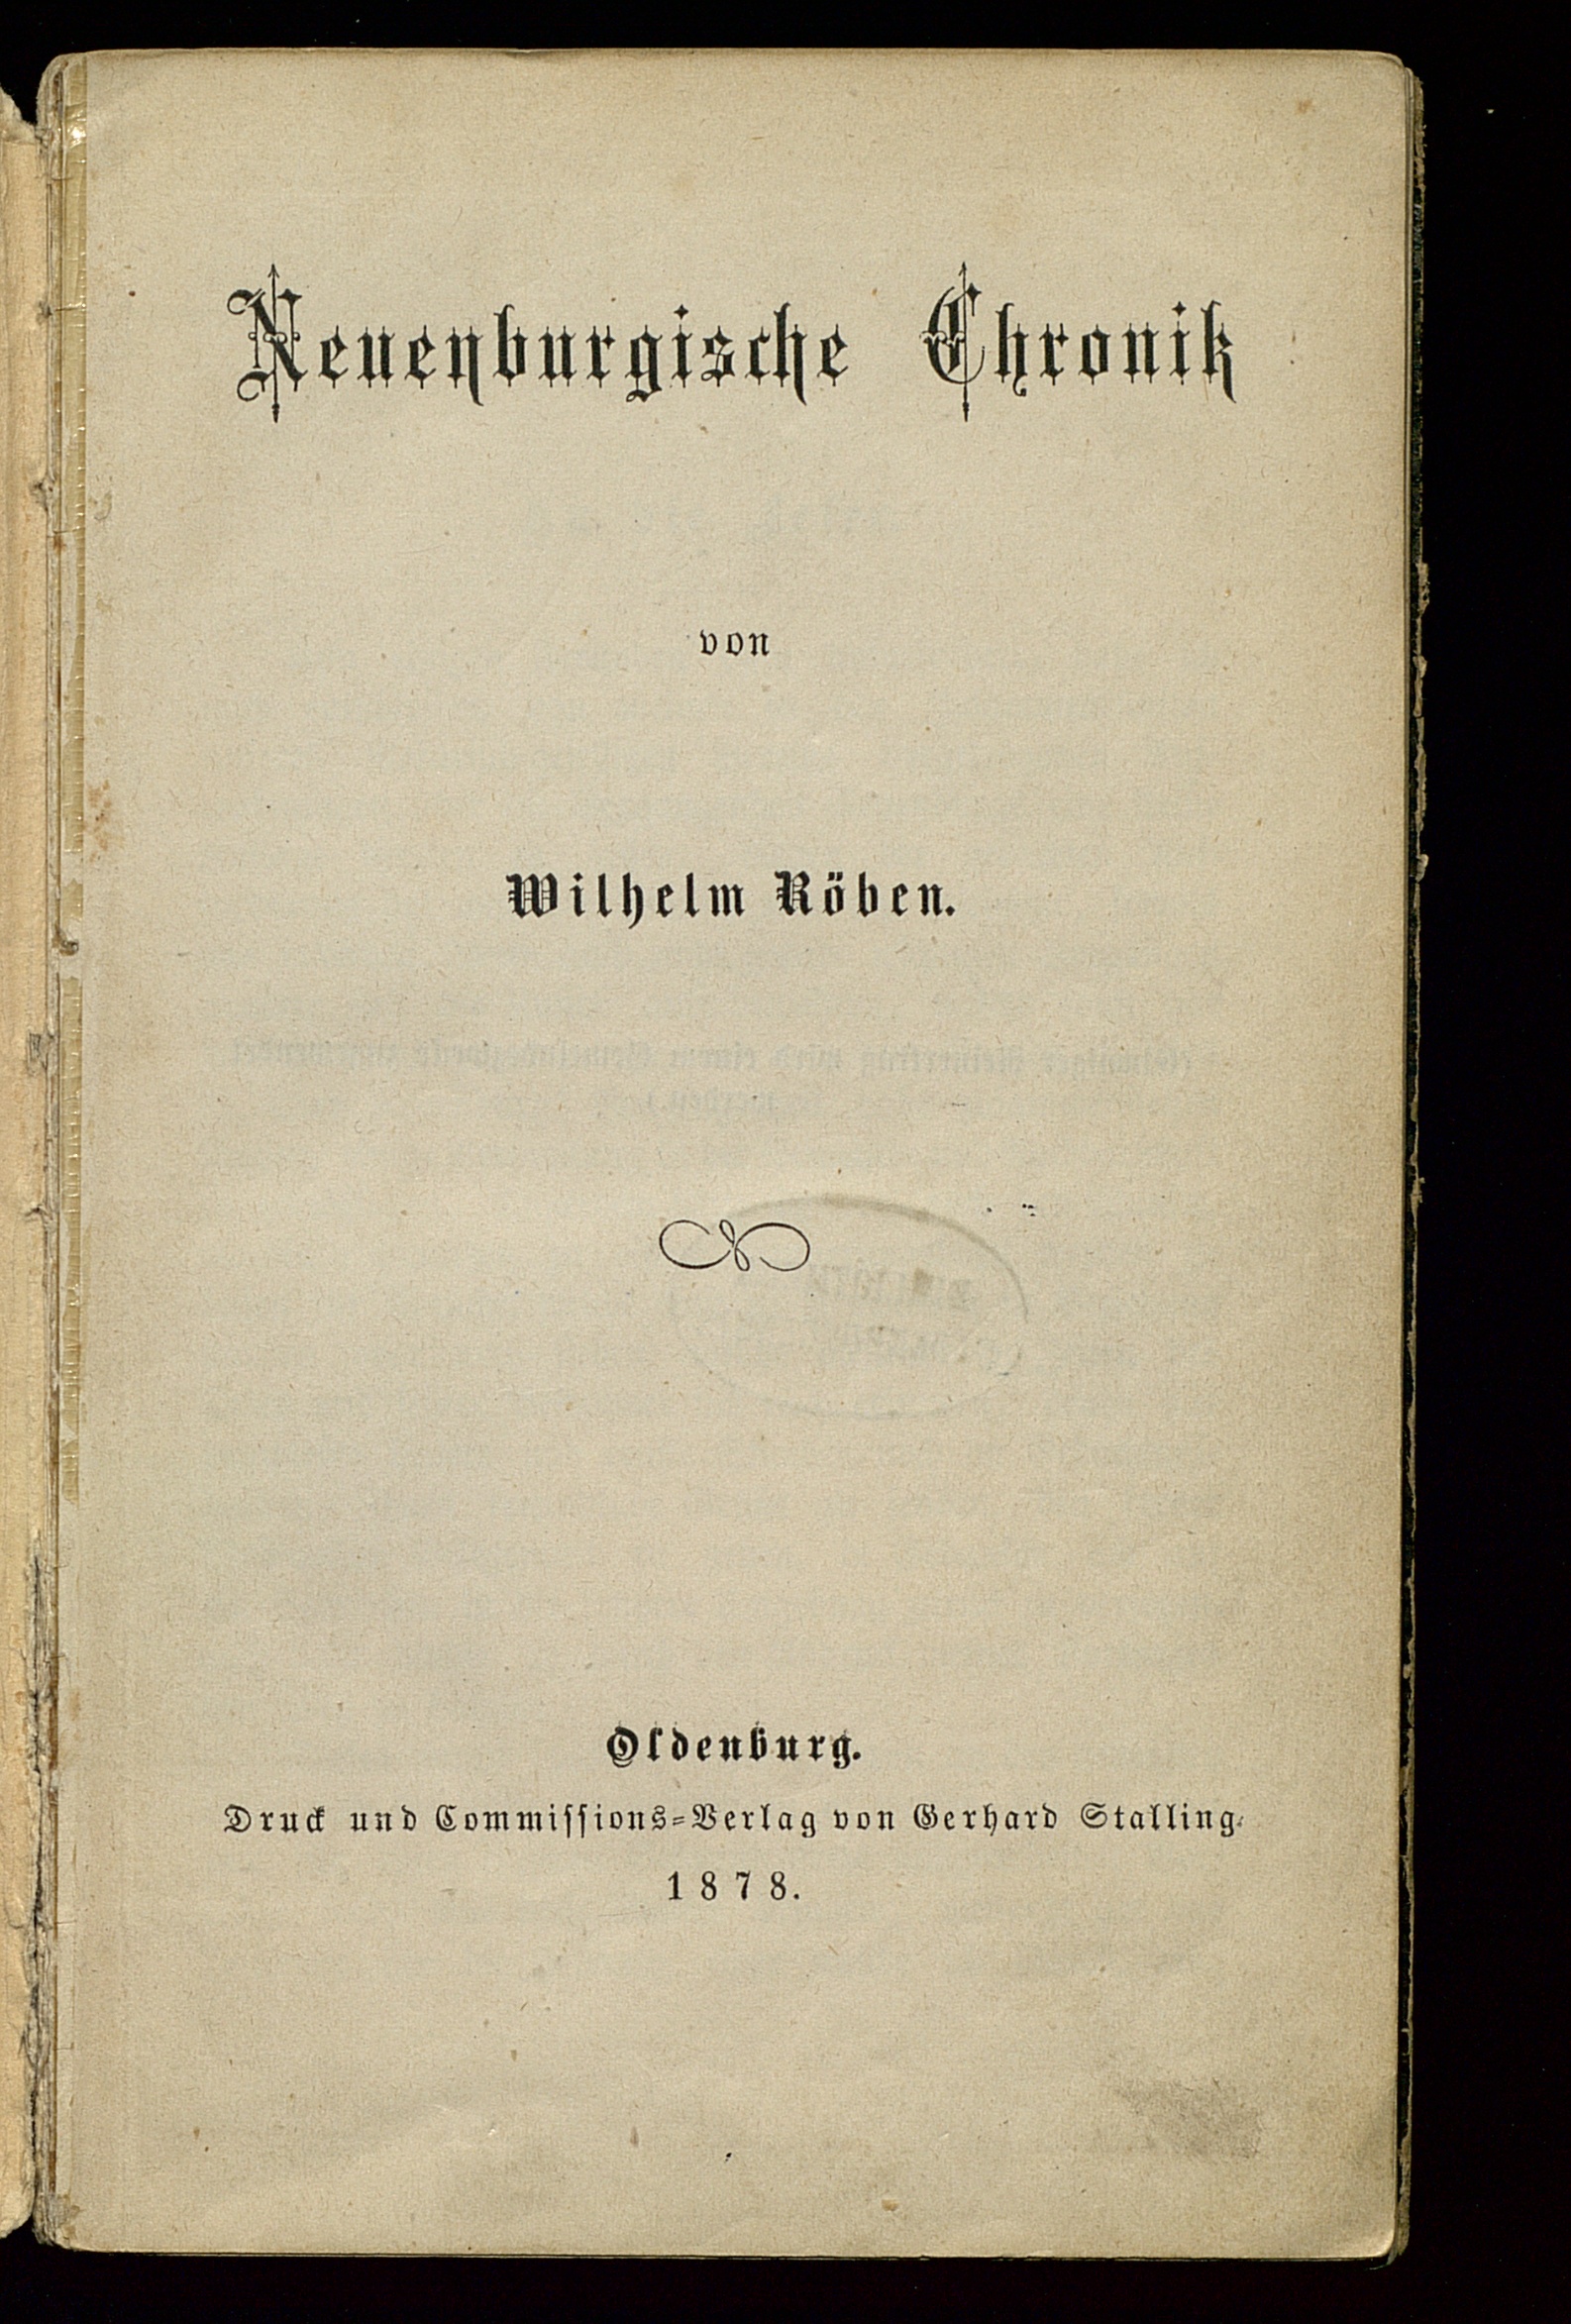 Neuenburgische Chronik
von
Wilhelm Röben.
Oldenburg.
Druck und Commissions-Verlag von Gerhard Stalling.
1878.